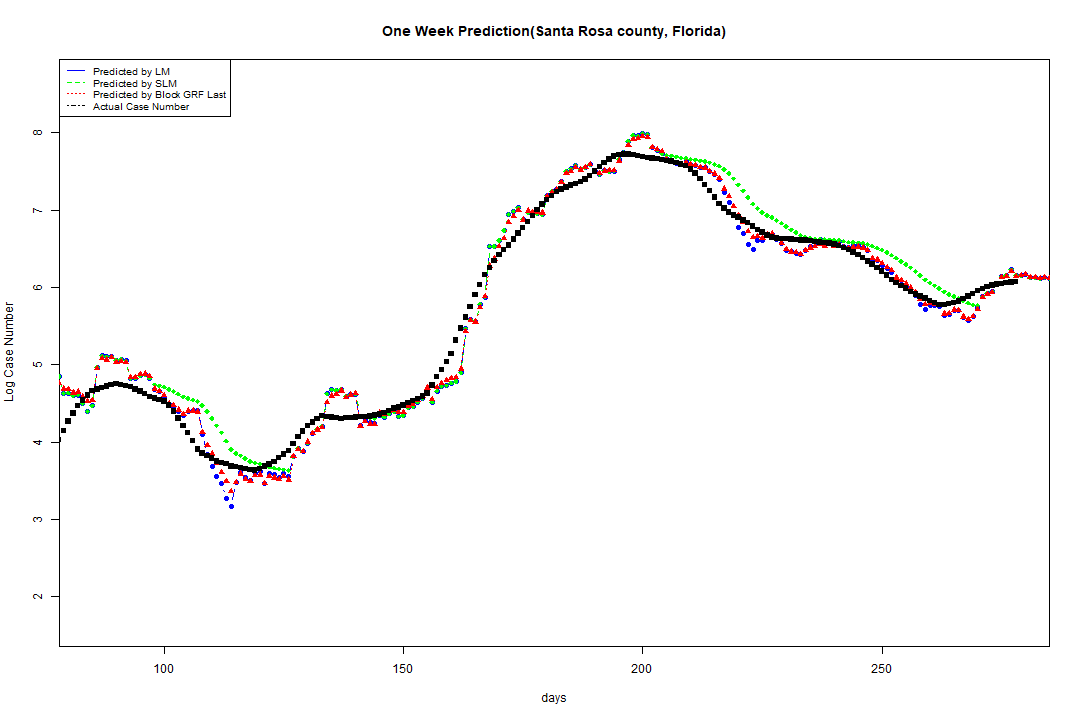 One Week Prediction(Santa Rosa county, Florida)
Predicted by LM
Predicted by SLM
Predicted by Block GRF Last
Actual Case Number
8
7
6
5
4
3
2
Log Case Number
100 150 200 250
days